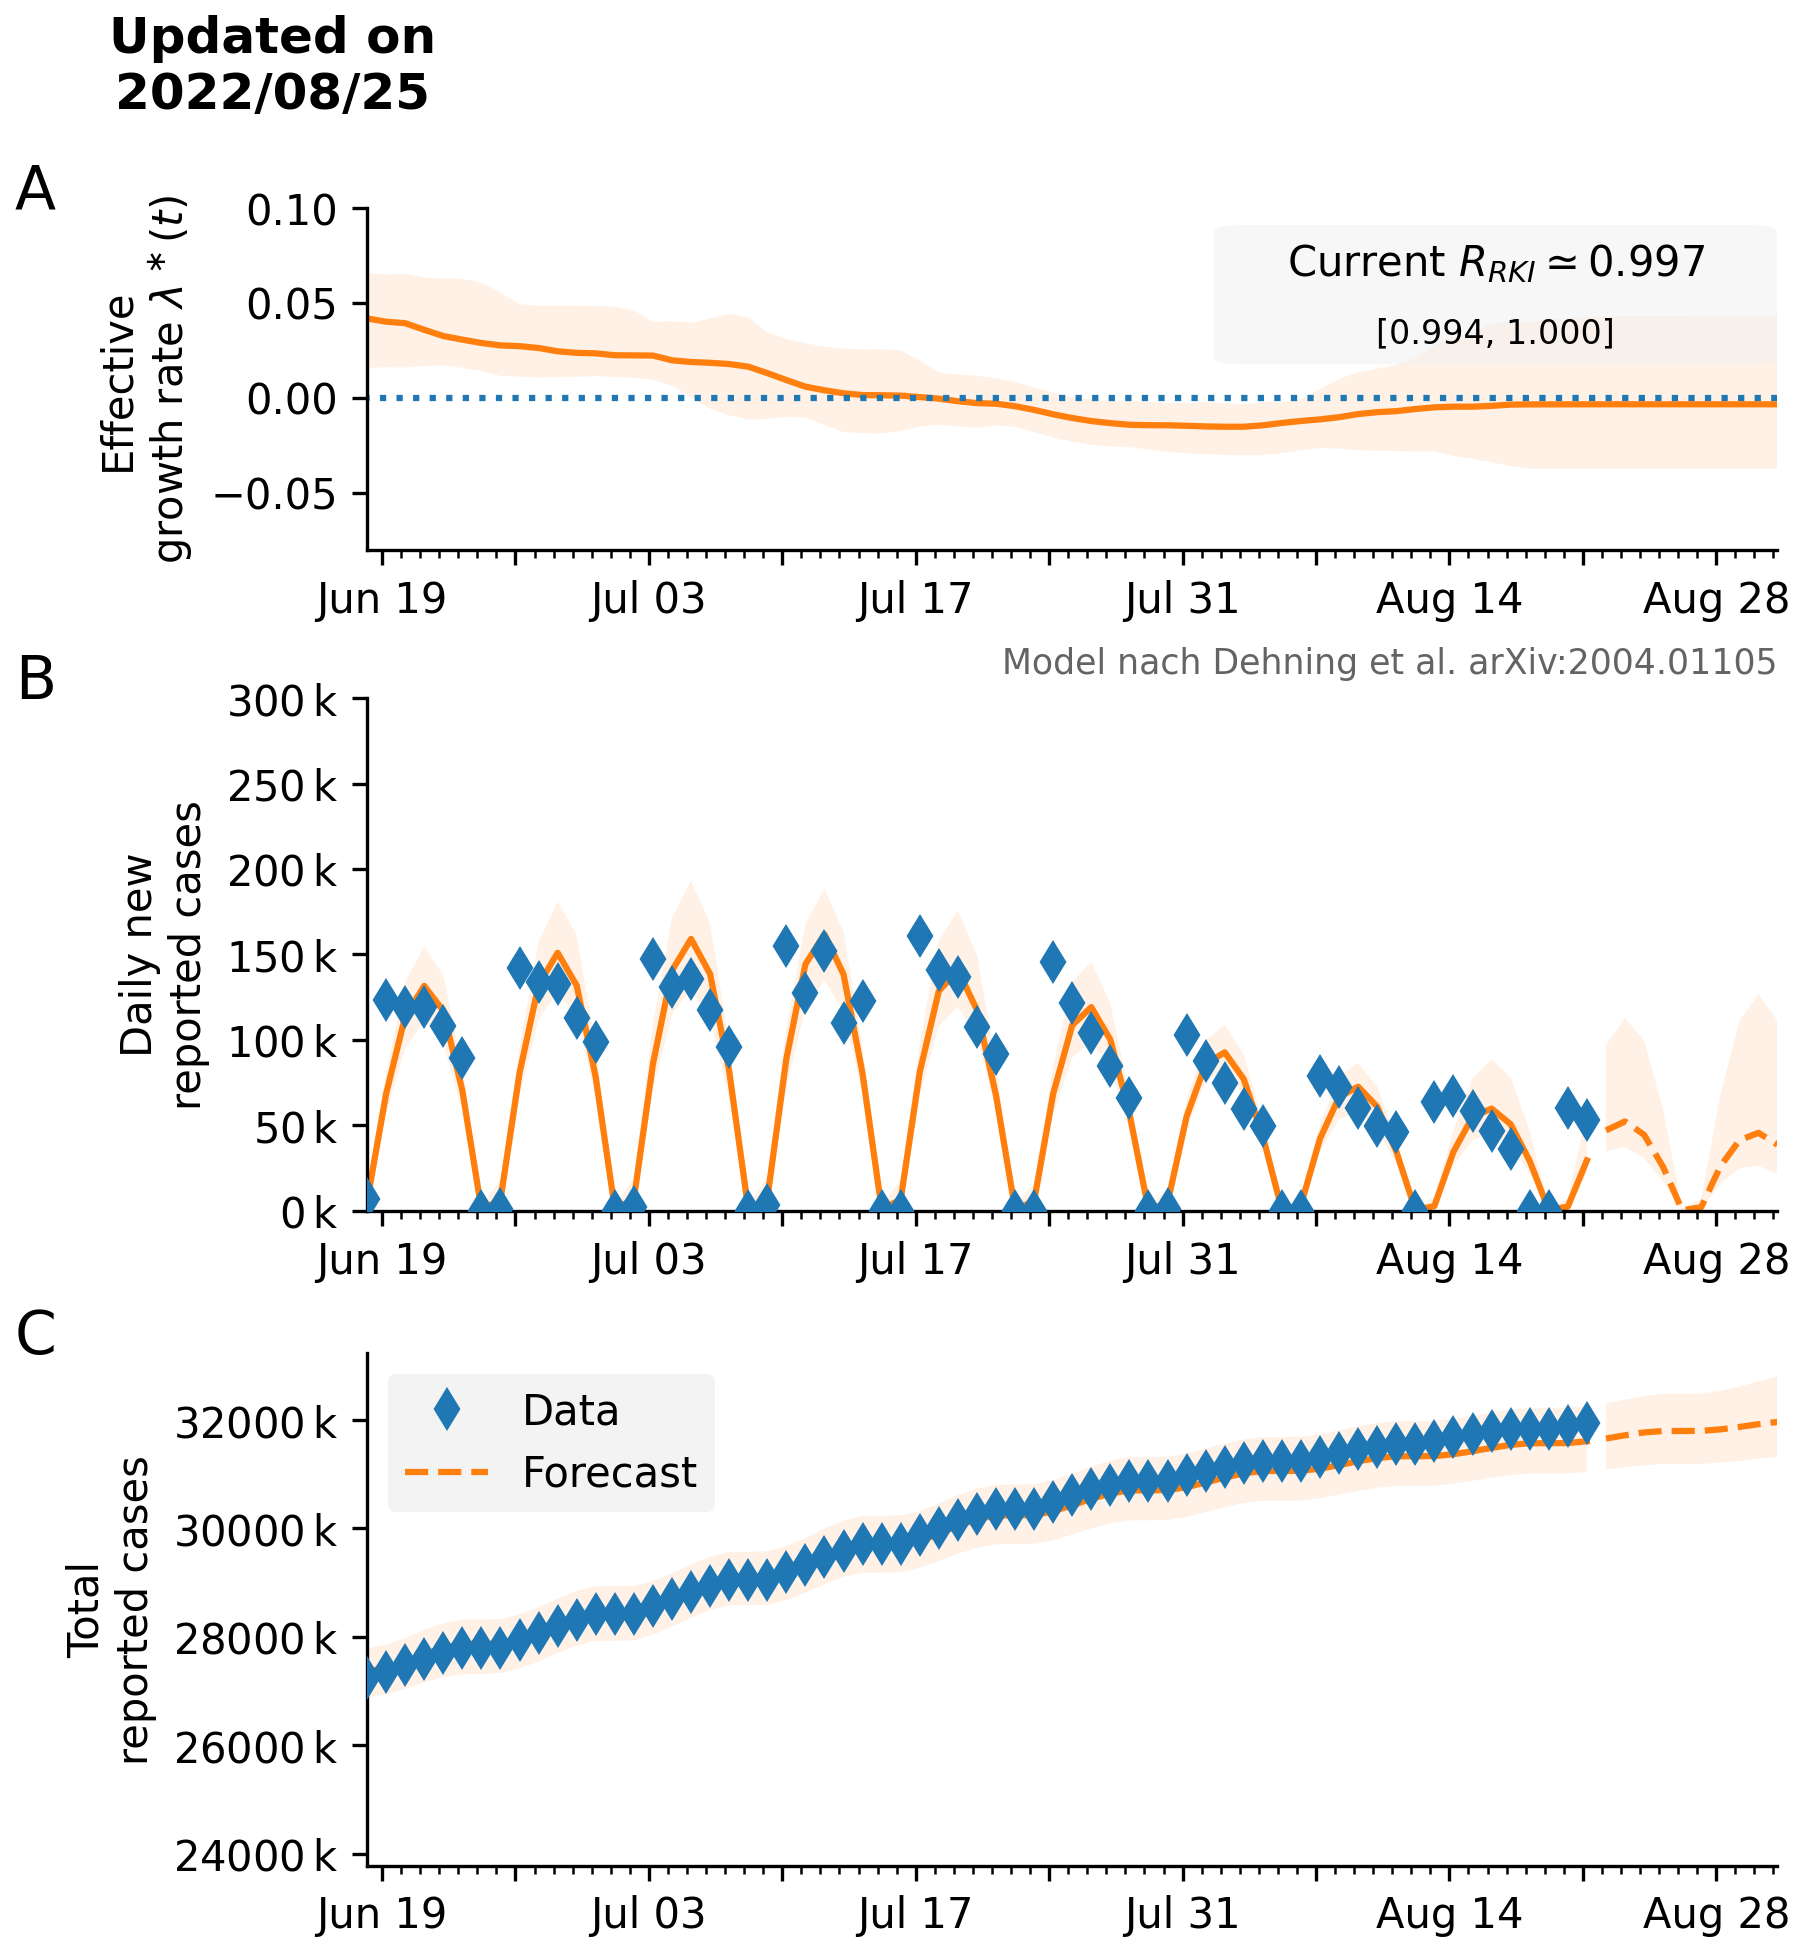 Updated on
2022/08/25
A
Effective
growth rate λ * (t)
0.10
0.05
0.00
−0.05
Current R_RKI ≃ 0.997
[0.994, 1.000]
Jun 19
Jul 03
Jul 17
Jul 31
Aug 14
Aug 28
Model nach Dehning et al. arXiv:2004.01105
B
Daily new
reported cases
300 k
250 k
200 k
150 k
100 k
50 k
0 k
Jun 19
Jul 03
Jul 17
Jul 31
Aug 14
Aug 28
C
Total
reported cases
32000 k
30000 k
28000 k
26000 k
24000 k
Data
Forecast
Jun 19
Jul 03
Jul 17
Jul 31
Aug 14
Aug 28